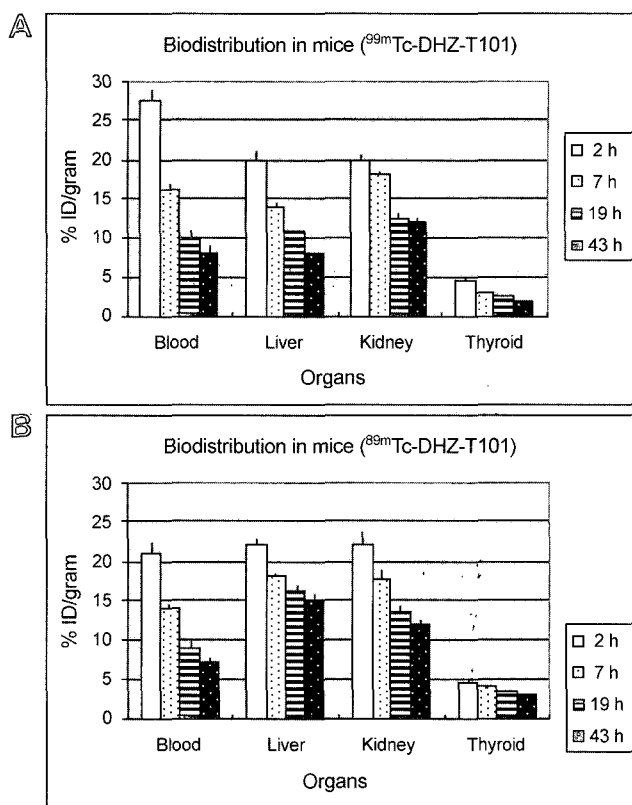 A
Biodistribution in mice (⁹⁹ᵐTc-DHZ-T101)
% ID/gram
30
25
20
15
10
5
0
Blood Liver Kidney Thyroid
Organs
2 h
7 h
19 h
43 h
B
Biodistribution in mice (⁸⁹ᵐTc-DHZ-T101)
% ID/gram
30
25
20
15
10
5
0
Blood Liver Kidney Thyroid
Organs
2 h
7 h
19 h
43 h